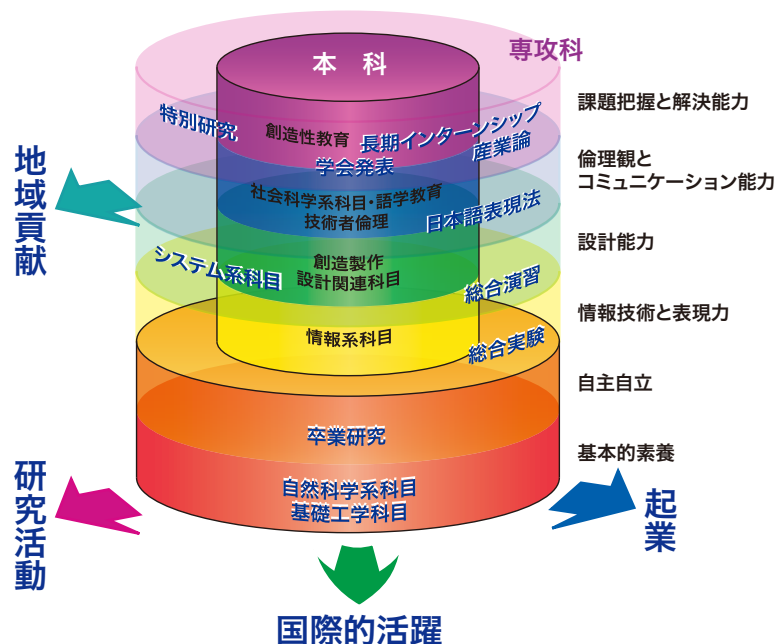 専攻科
本 科
課題把握と解決能力
特別研究
創造性教育
長期インターンシップ
産業論
学会発表
倫理観と
コミュニケーション能力
地域貢献
社会科学系科目・語学教育
技術者倫理
日本語表現法
設計能力
システム系科目
創造製作
設計関連科目
総合演習
情報技術と表現力
情報系科目
総合実験
自主自立
卒業研究
基本的素養
自然科学系科目
基礎工学科目
研究活動
起業
国際的活躍